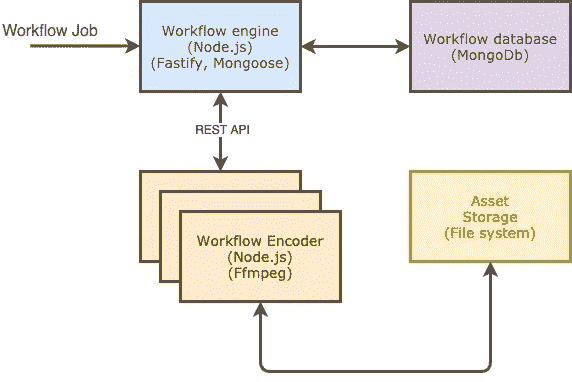 Workflow Job
Workflow engine
(Node.js)
(Fastify, Mongoose)
Workflow database
(MongoDb)
REST API
Workflow Encoder
(Node.js)
(Ffmpeg)
Asset
Storage
(File system)